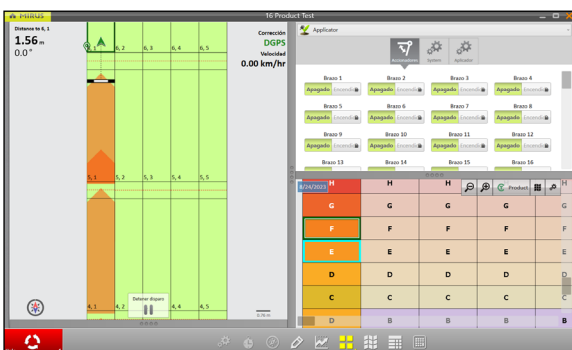 MIRUS
16 Product Test
Distance to 6, 1
1.56 m
0.0°
Corrección
DGPS
Velocidad
0.00 km/hr
6, 1 6, 2 6, 3 6, 4 6, 5
5, 1 5, 2 5, 3 5, 4 5, 5
4, 1 4, 2 4, 4 4, 5
Detener disparo
0.76 m
Applicator
Accionadores System Aplicador
Brazo 1 Brazo 2 Brazo 3 Brazo 4
Apagado Apagado Apagado Apagado
Brazo 5 Brazo 6 Brazo 7 Brazo 8
Apagado Apagado Apagado Apagado
Brazo 9 Brazo 10 Brazo 11 Brazo 12
Apagado Apagado Apagado Apagado
Brazo 13 Brazo 14 Brazo 15 Brazo 16
8/24/2023 H H H Product
G G G G
F F F F
E E E E
D D D D
C C C C
D B B B